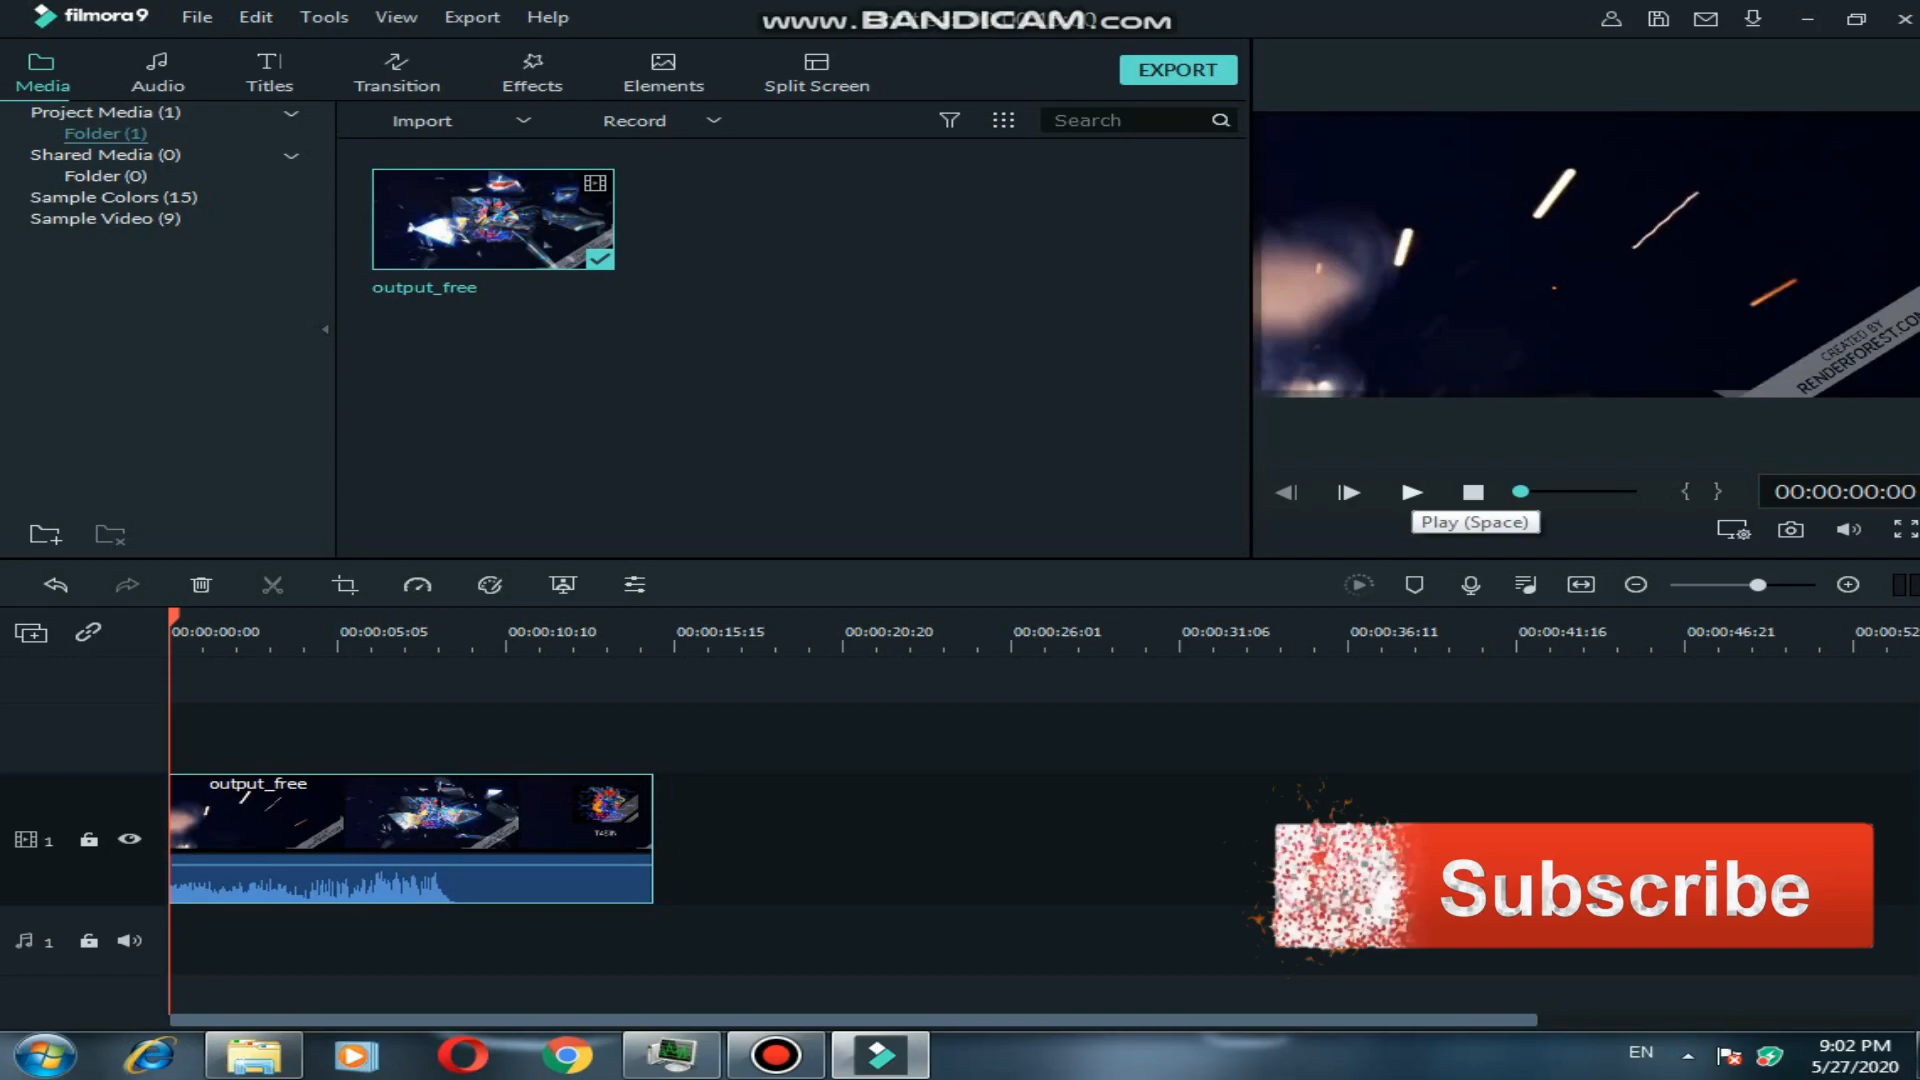 filmora 9
File Edit Tools View Export Help
www.BANDICAM.com
Media Audio Titles Transition Effects Elements Split Screen
EXPORT
Project Media (1)
Folder (1)
Shared Media (0)
Folder (0)
Sample Colors (15)
Sample Video (9)
Import Record Search
output_free
CREATED BY
RENDERFOREST.COM
00:00:00:00
Play (Space)
00:00:00:00 00:00:05:05 00:00:10:10 00:00:15:15 00:00:20:20 00:00:26:01 00:00:31:06 00:00:36:11 00:00:41:16 00:00:46:21 00:00:52
output_free
1
Subscribe
1
EN
9:02 PM
5/27/2020